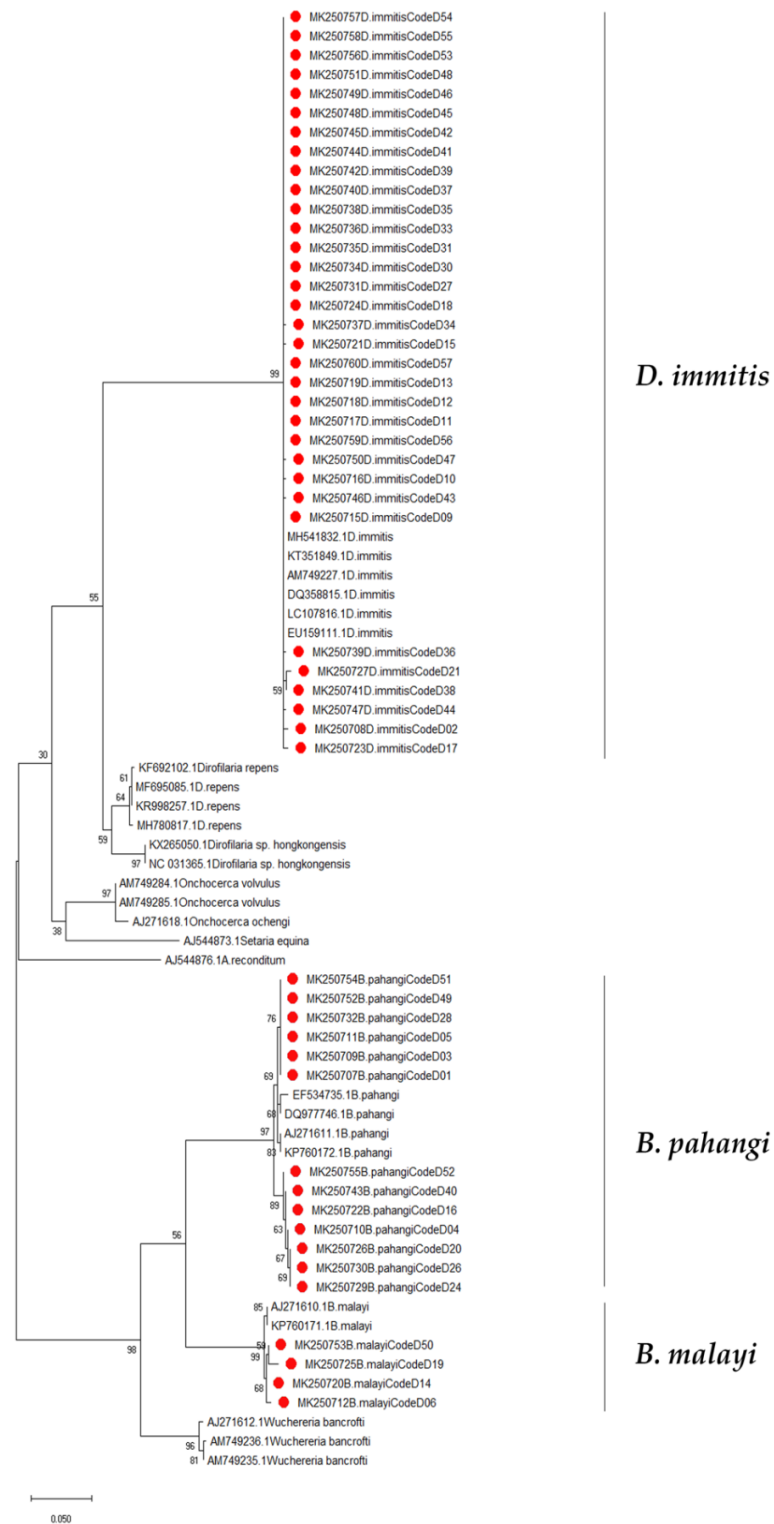 MK250757D.immitisCodeD54
MK250758D.immitisCodeD55
MK250756D.immitisCodeD53
MK250751D.immitisCodeD48
MK250749D.immitisCodeD46
MK250748D.immitisCodeD45
MK250745D.immitisCodeD42
MK250744D.immitisCodeD41
MK250742D.immitisCodeD39
MK250740D.immitisCodeD37
MK250738D.immitisCodeD35
MK250736D.immitisCodeD33
MK250735D.immitisCodeD31
MK250734D.immitisCodeD30
MK250731D.immitisCodeD27
MK250724D.immitisCodeD18
MK250737D.immitisCodeD34
MK250721D.immitisCodeD15
MK250760D.immitisCodeD57
99
MK250719D.immitisCodeD13
D. immitis
MK250718D.immitisCodeD12
MK250717D.immitisCodeD11
MK250759D.immitisCodeD56
MK250750D.immitisCodeD47
MK250716D.immitisCodeD10
MK250746D.immitisCodeD43
MK250715D.immitisCodeD09
MH541832.1D.immitis
KT351849.1D.immitis
AM749227.1D.immitis
DQ358815.1D.immitis
55
LC107816.1D.immitis
EU159111.1D.immitis
MK250739D.immitisCodeD36
MK250727D.immitisCodeD21
59
MK250741D.immitisCodeD38
MK250747D.immitisCodeD44
MK250708D.immitisCodeD02
MK250723D.immitisCodeD17
30
KF692102.1Dirofilaria repens
61
MF695085.1D.repens
64
KR998257.1D.repens
MH780817.1D.repens
59
KX265050.1Dirofilaria sp. hongkongensis
97
NC 031365.1Dirofilaria sp. hongkongensis
AM749284.1Onchocerca volvulus
97
AM749285.1Onchocerca volvulus
AJ271618.1Onchocerca ochengi
38
AJ544873.1Setaria equina
AJ544876.1A.reconditum
MK250754B.pahangiCodeD51
MK250752B.pahangiCodeD49
76
MK250732B.pahangiCodeD28
MK250711B.pahangiCodeD05
MK250709B.pahangiCodeD03
69
MK250707B.pahangiCodeD01
EF534735.1B.pahangi
68
DQ977746.1B.pahangi
97
AJ271611.1B.pahangi
B. pahangi
83
KP760172.1B.pahangi
MK250755B.pahangiCodeD52
MK250743B.pahangiCodeD40
89
MK250722B.pahangiCodeD16
63
MK250710B.pahangiCodeD04
56
MK250726B.pahangiCodeD20
67
MK250730B.pahangiCodeD26
69
MK250729B.pahangiCodeD24
85
AJ271610.1B.malayi
KP760171.1B.malayi
59
MK250753B.malayiCodeD50
98
99
MK250725B.malayiCodeD19
B. malayi
68
MK250720B.malayiCodeD14
MK250712B.malayiCodeD06
AJ271612.1Wuchereria bancrofti
96
AM749236.1Wuchereria bancrofti
81
AM749235.1Wuchereria bancrofti
0.050